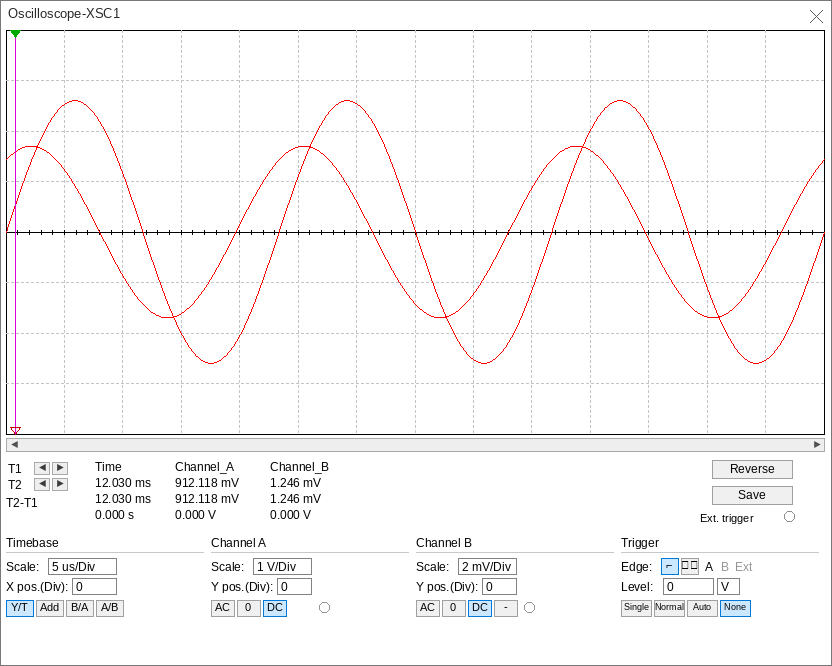 Oscilloscope-XSC1
T1
T2
T2-T1
Time Channel_A Channel_B
12.030 ms 912.118 mV 1.246 mV
12.030 ms 912.118 mV 1.246 mV
0.000 s 0.000 V 0.000 V
Reverse
Save
Ext. trigger
Timebase
Scale: 5 us/Div
X pos.(Div): 0
Y/T Add B/A A/B
Channel A
Scale: 1 V/Div
Y pos.(Div): 0
AC 0 DC
Channel B
Scale: 2 mV/Div
Y pos.(Div): 0
AC 0 DC -
Trigger
Edge: A B Ext
Level: 0 V
Single Normal Auto None